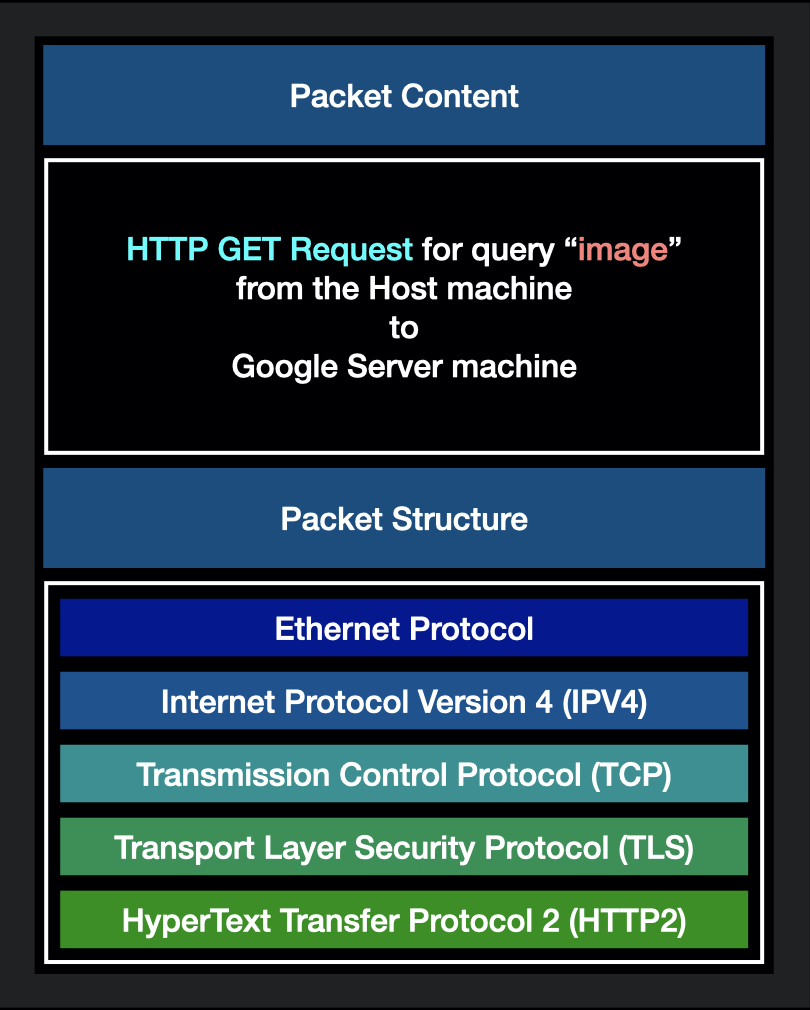 Packet Content
HTTP GET Request for query “image”
from the Host machine
to
Google Server machine
Packet Structure
Ethernet Protocol
Internet Protocol Version 4 (IPV4)
Transmission Control Protocol (TCP)
Transport Layer Security Protocol (TLS)
HyperText Transfer Protocol 2 (HTTP2)